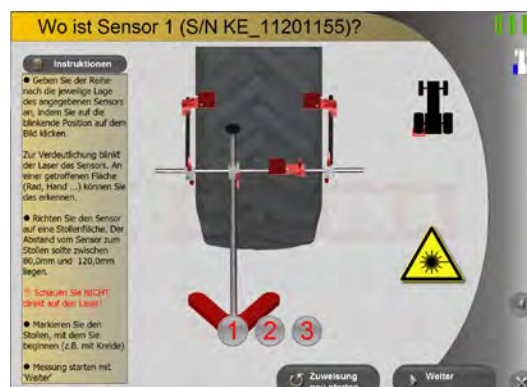 Wo ist Sensor 1 (S/N KE_11201155)?
Instruktionen
● Geben Sie der Reihe
nach die jeweilige Lage
des angegebenen Sensors
an, indem Sie auf die
blinkende Position auf dem
Bild klicken.
Zur Verdeutlichung blinkt
der Laser des Sensors. An
einer getroffenen Fläche
(Rad, Hand ...) können Sie
das erkennen.
● Richten Sie den Sensor
auf eine Stollenfläche. Der
Abstand vom Sensor zum
Stollen sollte zwischen
80,0mm und 120,0mm
liegen.
Schauen Sie NICHT
direkt auf den Laser!
● Markieren Sie den
Stollen, mit dem Sie
beginnen (z.B. mit Kreide)
● Messung starten mit
'Weiter'
1 2 3
Zuweisung
neu starten
Weiter